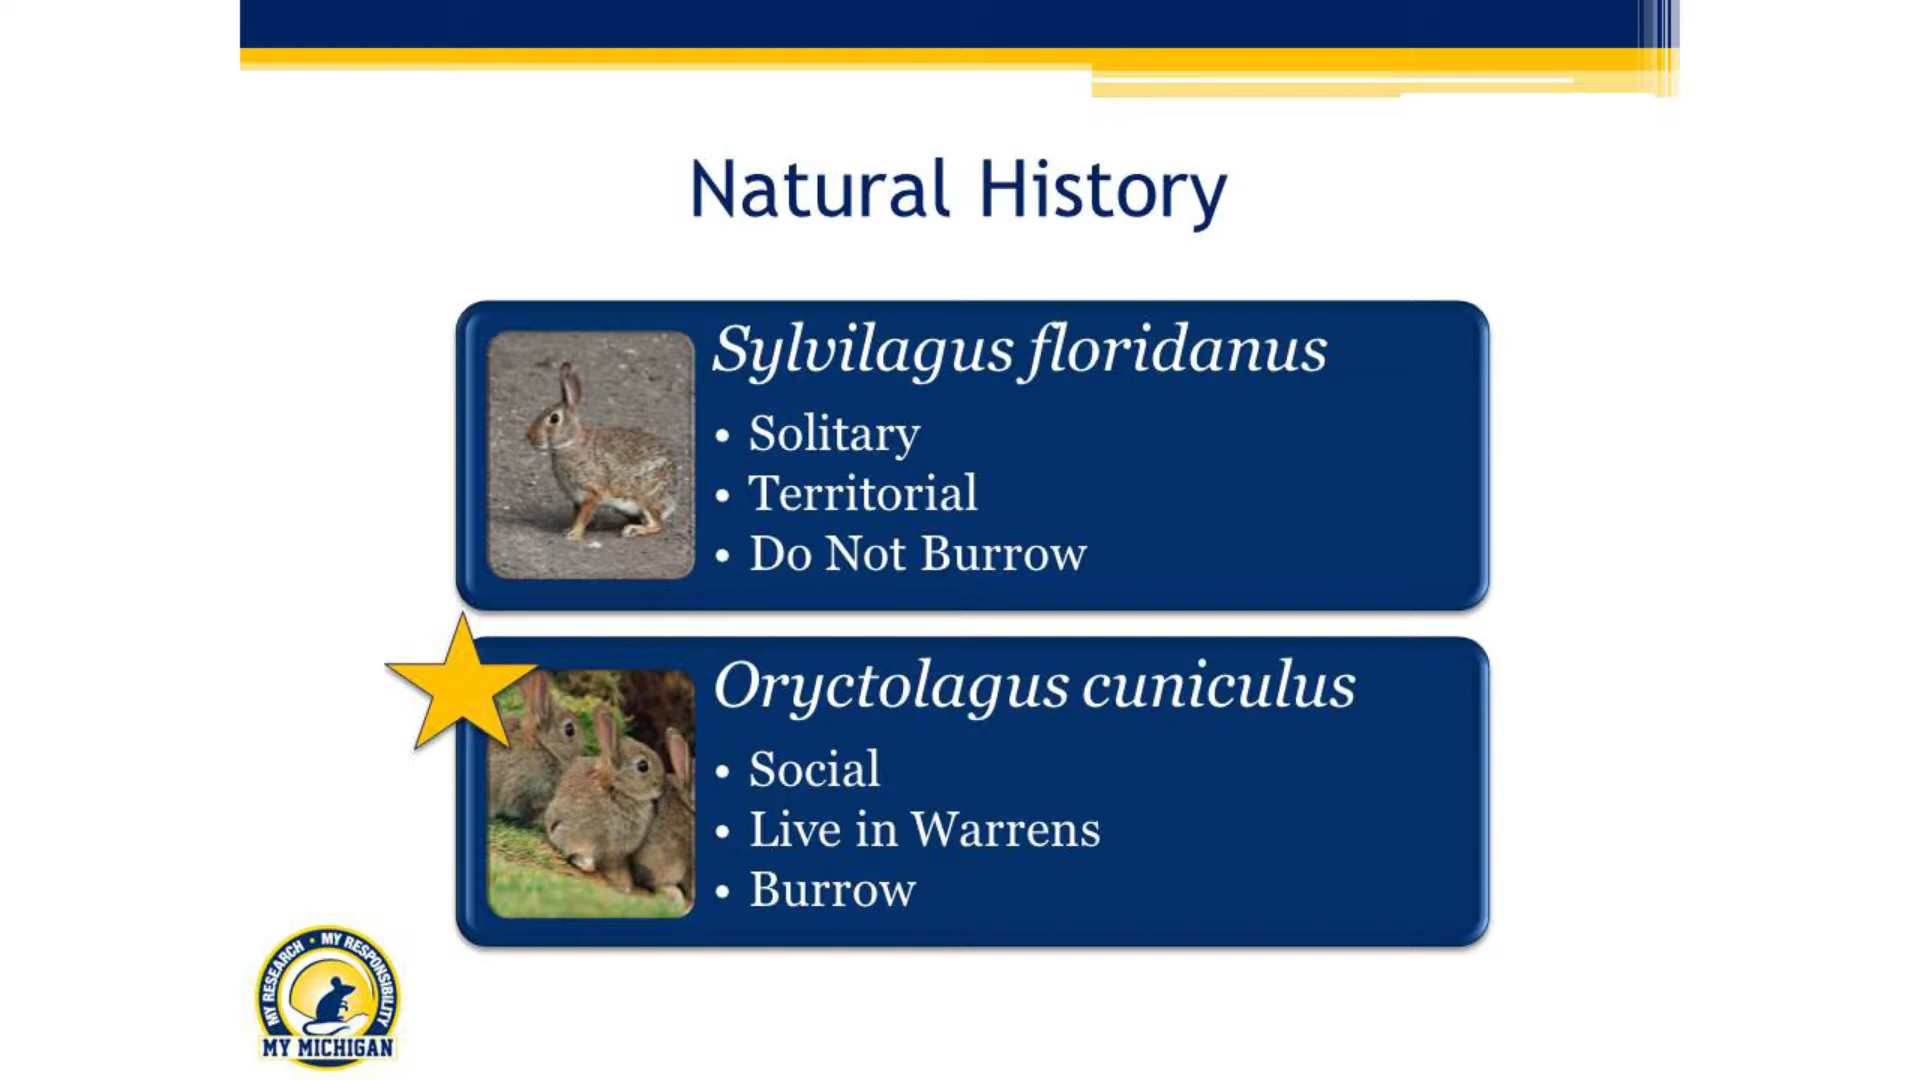 Natural History
Sylvilagus floridanus
• Solitary
• Territorial
• Do Not Burrow
Oryctolagus cuniculus
• Social
• Live in Warrens
• Burrow
MY RESEARCH • MY RESPONSIBILITY
MY MICHIGAN